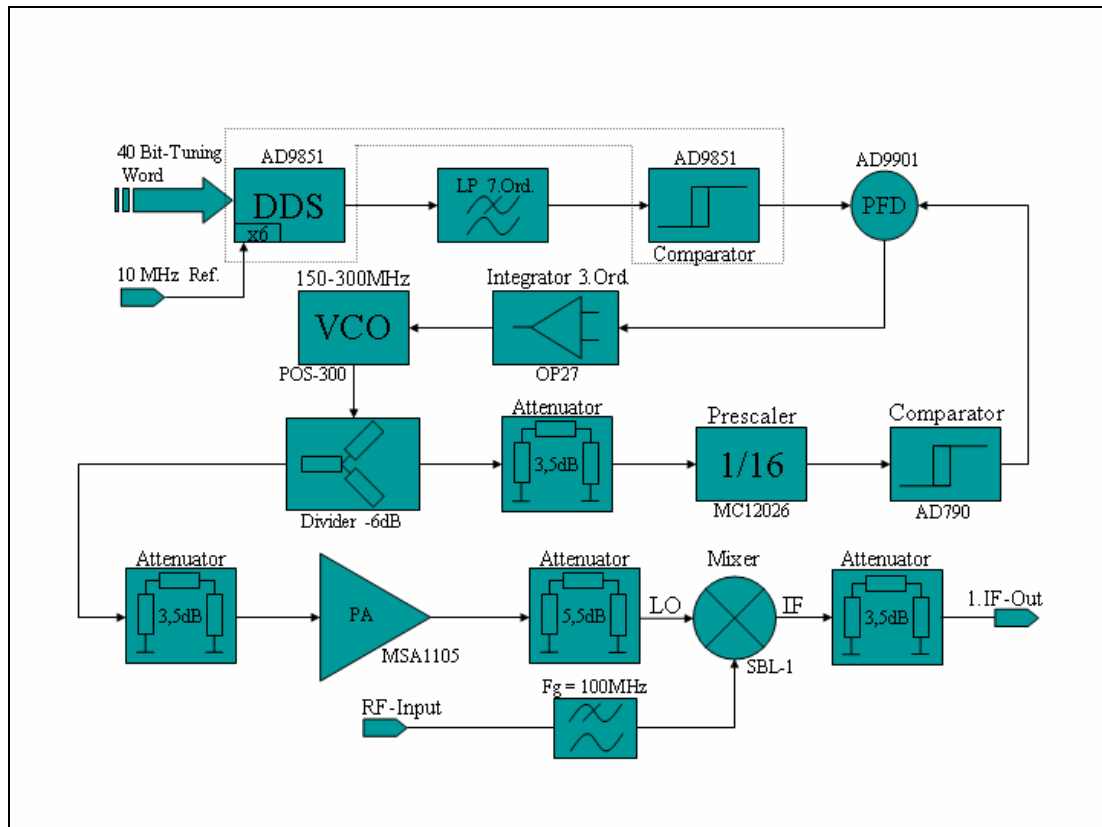 40 Bit-Tuning
Word
AD9851
DDS
x6
10 MHz Ref.
LP 7.Ord.
AD9851
Comparator
AD9901
PFD
150-300MHz
VCO
POS-300
Integrator 3.Ord.
OP27
Divider -6dB
Attenuator
3,5dB
Prescaler
1/16
MC12026
Comparator
AD790
Attenuator
3,5dB
PA
MSA1105
Attenuator
5,5dB
LO
Mixer
IF
SBL-1
Attenuator
3,5dB
1.IF-Out
RF-Input
Fg = 100MHz